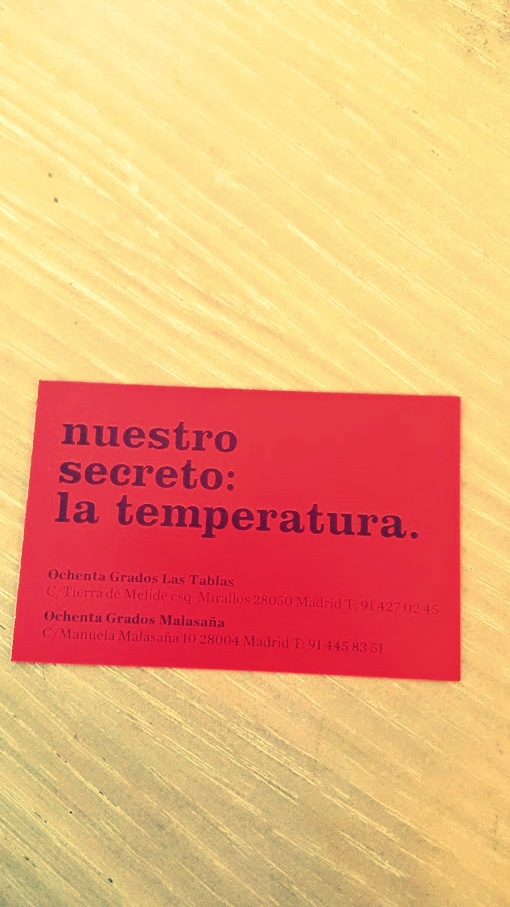 nuestro
secreto:
la temperatura.
Ochenta Grados Las Tablas
C/Tierra de Melide esq. Mirallos 28050 Madrid T: 91 427 02 45
Ochenta Grados Malasaña
C/Manuela Malasaña 10 28004 Madrid T: 91 445 83 51